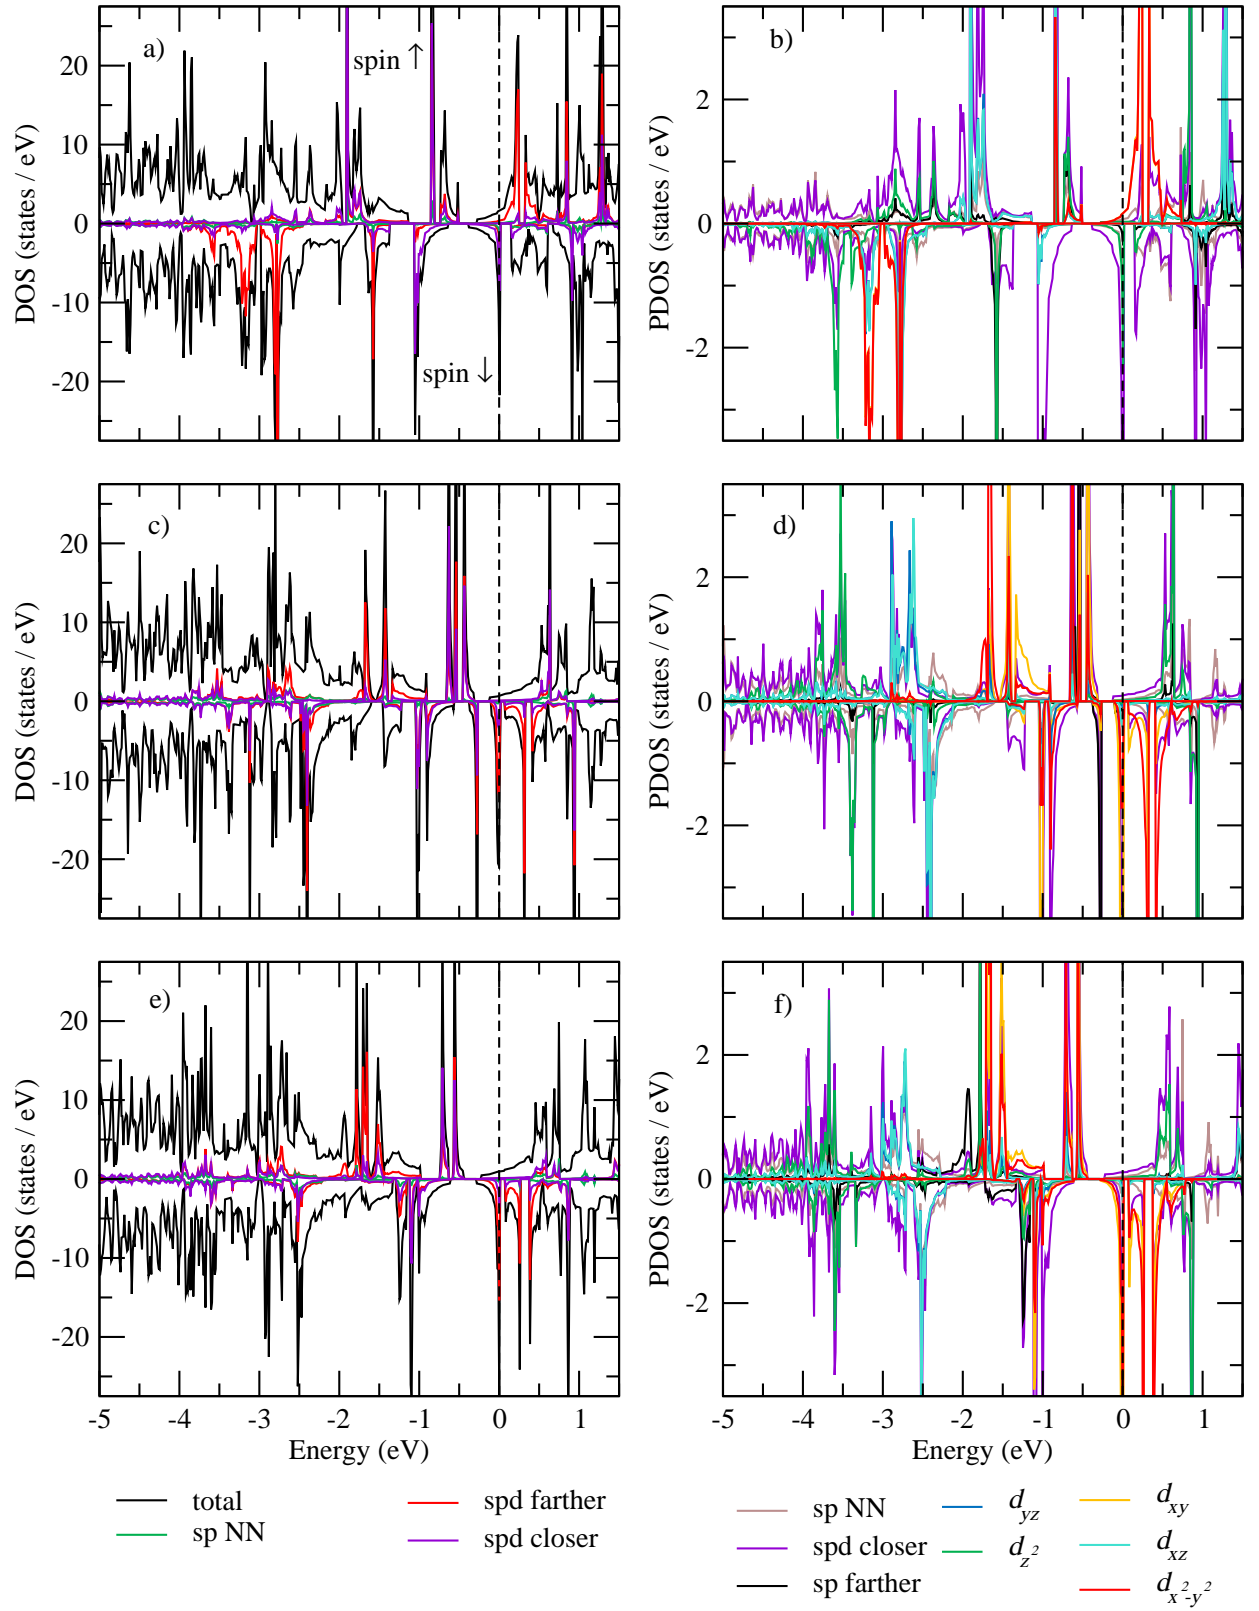 a)
b)
20
10
0
-10
-20
DOS (states / eV)
spin ↑
spin ↓
2
0
-2
PDOS (states / eV)
c)
d)
20
10
0
-10
-20
DOS (states / eV)
2
0
-2
PDOS (states / eV)
e)
f)
20
10
0
-10
-20
DOS (states / eV)
2
0
-2
PDOS (states / eV)
-5 -4 -3 -2 -1 0 1
Energy (eV)
-5 -4 -3 -2 -1 0 1
Energy (eV)
total
sp NN
spd farther
spd closer
sp NN
spd closer
sp farther
d_yz
d_z²
d_xy
d_xz
d_x²-y²